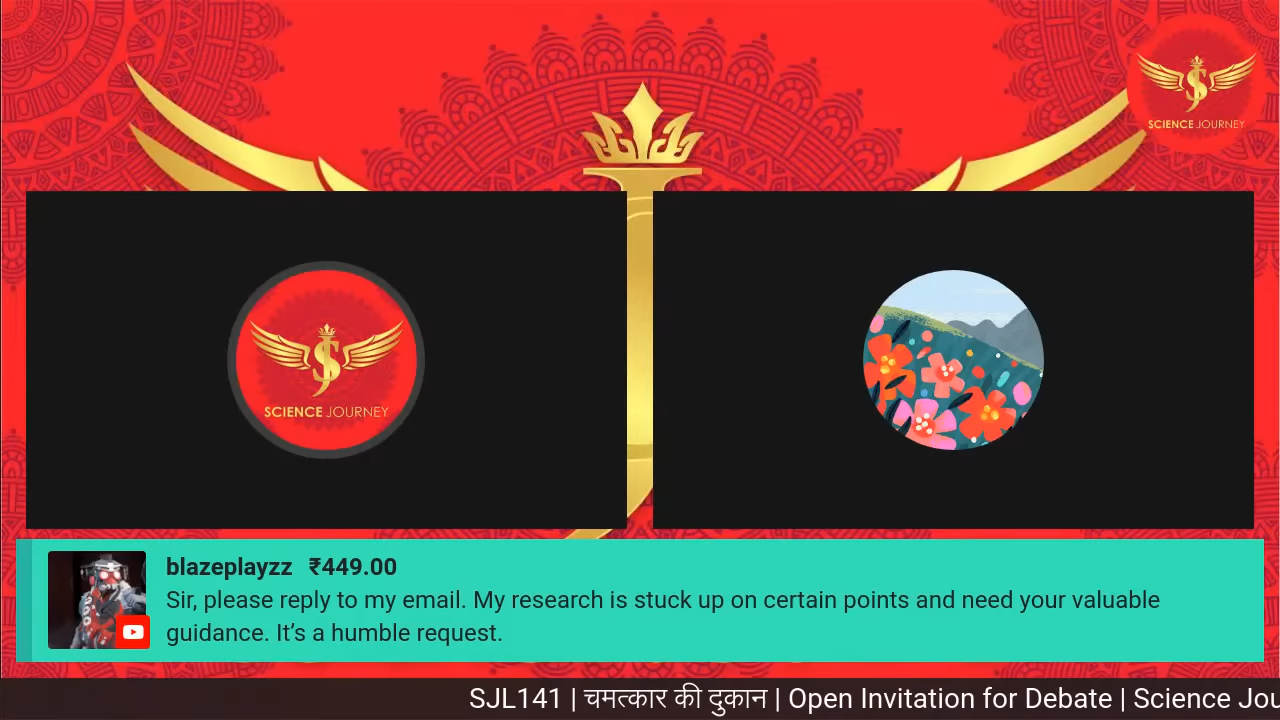 SCIENCE JOURNEY
SCIENCE JOURNEY
blazeplayzz ₹449.00
Sir, please reply to my email. My research is stuck up on certain points and need your valuable
guidance. It’s a humble request.
SJL141 | चमत्कार की दुकान | Open Invitation for Debate | Science Jou